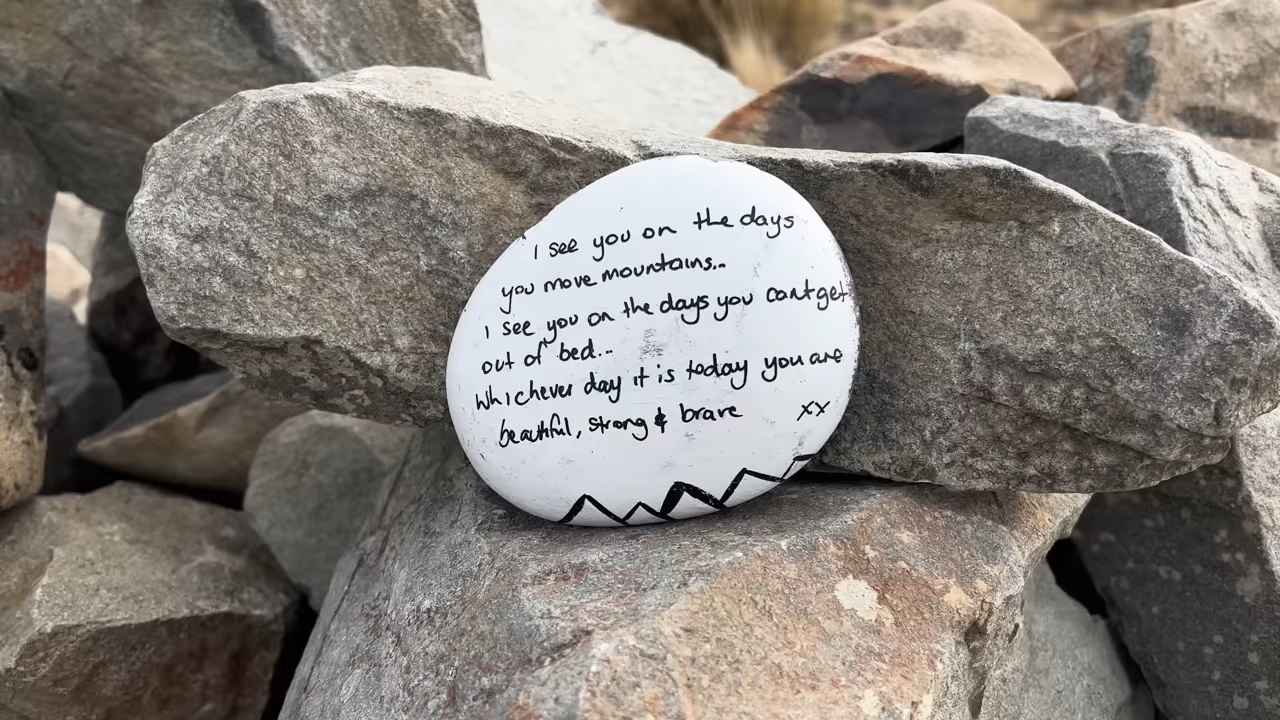 I see you on the days
you move mountains..
I see you on the days you can't get
out of bed...
Whichever day it is today you are
beautiful, strong & brave
xx